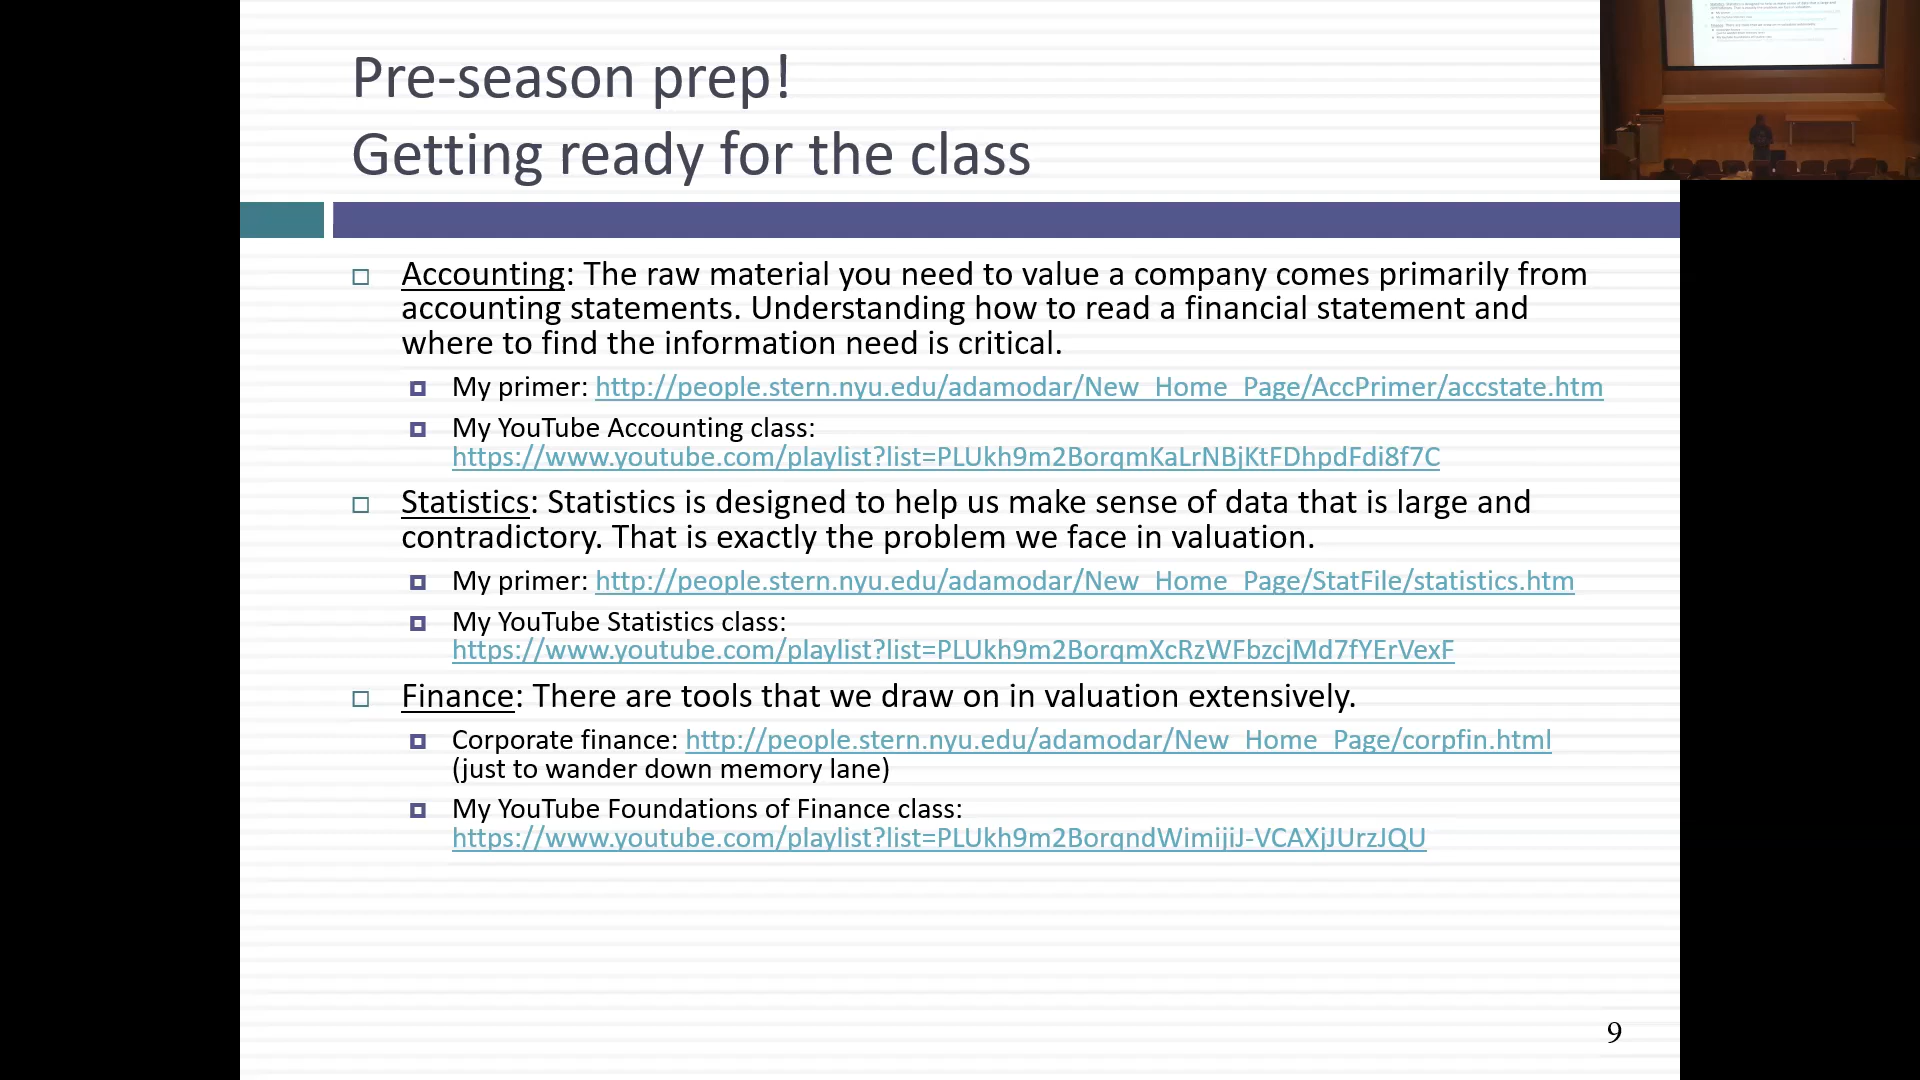 Pre-season prep!
Getting ready for the class
Accounting: The raw material you need to value a company comes primarily from
accounting statements. Understanding how to read a financial statement and
where to find the information need is critical.
My primer: http://people.stern.nyu.edu/adamodar/New_Home_Page/AccPrimer/accstate.htm
My YouTube Accounting class:
https://www.youtube.com/playlist?list=PLUkh9m2BorqmKaLrNBjKtFDhpdFdi8f7C
Statistics: Statistics is designed to help us make sense of data that is large and
contradictory. That is exactly the problem we face in valuation.
My primer: http://people.stern.nyu.edu/adamodar/New_Home_Page/StatFile/statistics.htm
My YouTube Statistics class:
https://www.youtube.com/playlist?list=PLUkh9m2BorqmXcRzWFbzcjMd7fYErVexF
Finance: There are tools that we draw on in valuation extensively.
Corporate finance: http://people.stern.nyu.edu/adamodar/New_Home_Page/corpfin.html
(just to wander down memory lane)
My YouTube Foundations of Finance class:
https://www.youtube.com/playlist?list=PLUkh9m2BorqndWimijiJ-VCAXjJUrzJQU
9